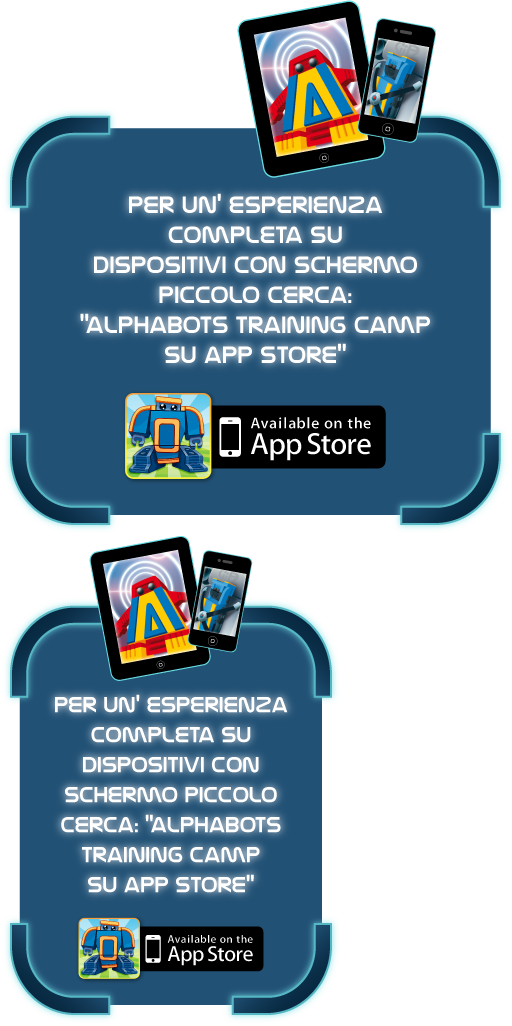 PER UN' ESPERIENZA
COMPLETA SU
DISPOSITIVI CON SCHERMO
PICCOLO CERCA:
"ALPHABOTS TRAINING CAMP
SU APP STORE"
Available on the
App Store
PER UN' ESPERIENZA
COMPLETA SU
DISPOSITIVI CON
SCHERMO PICCOLO
CERCA: "ALPHABOTS
TRAINING CAMP
SU APP STORE"
Available on the
App Store